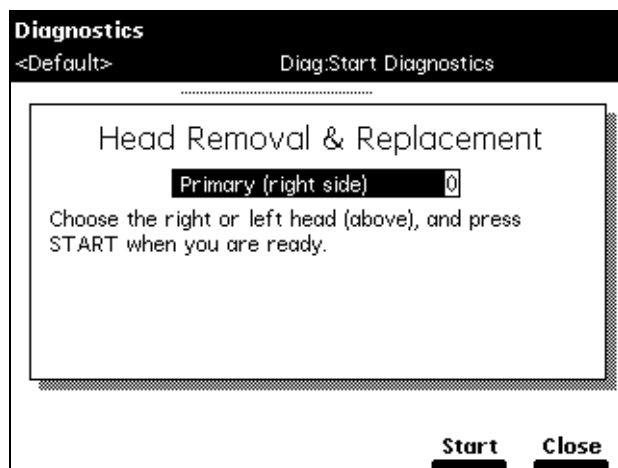 Diagnostics
<Default> Diag:Start Diagnostics
Head Removal & Replacement
Primary (right side) 0
Choose the right or left head (above), and press
START when you are ready.
Start Close